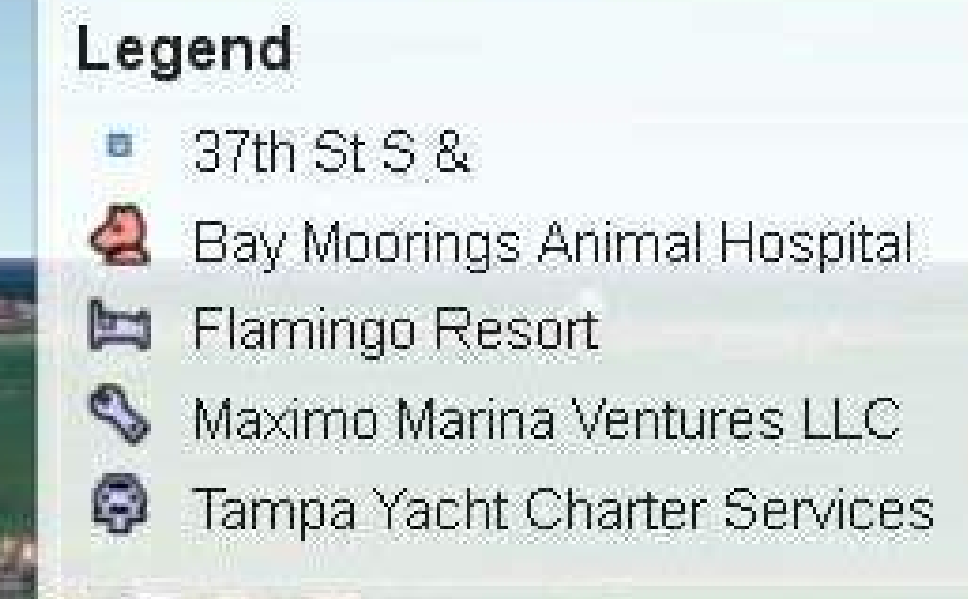 Legend
37th St S &
Bay Moorings Animal Hospital
Flamingo Resort
Maximo Marina Ventures LLC
Tampa Yacht Charter Services